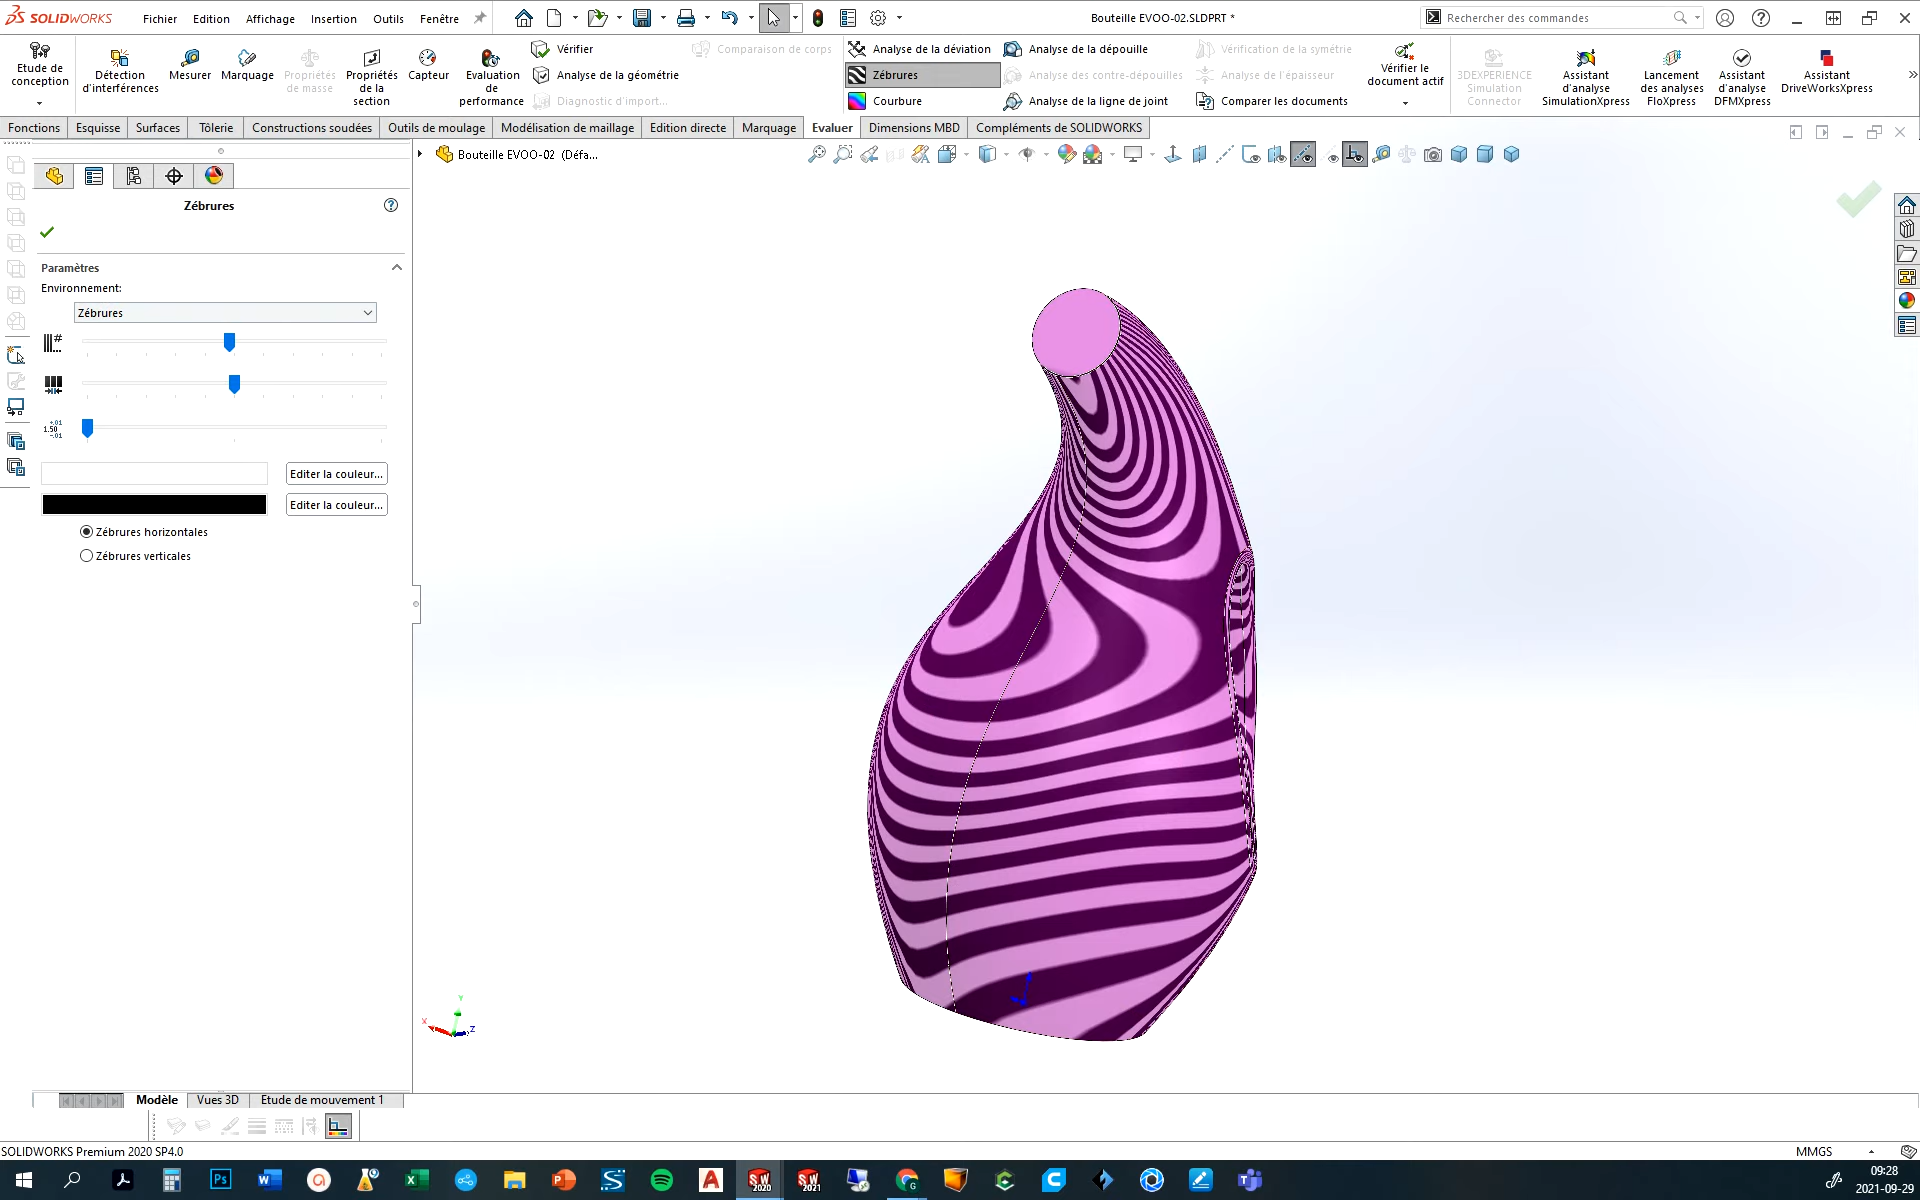 SOLIDWORKS
Fichier
Edition
Affichage
Insertion
Outils
Fenêtre
Bouteille EVOO-02.SLDPRT *
Rechercher des commandes
Etude de
conception
Détection
d'interférences
Mesurer
Marquage
Propriétés
de masse
Propriétés
de la
section
Capteur
Evaluation
de
performance
Vérifier
Analyse de la géométrie
Diagnostic d'import...
Comparaison de corps
Analyse de la déviation
Zébrures
Courbure
Analyse de la dépouille
Analyse des contre-dépouilles
Analyse de la ligne de joint
Vérification de la symétrie
Analyse de l'épaisseur
Comparer les documents
Vérifier le
document actif
3DEXPERIENCE
Simulation
Connector
Assistant
d'analyse
SimulationXpress
Lancement
des analyses
FloXpress
Assistant
d'analyse
DFMXpress
Assistant
DriveWorksXpress
Fonctions
Esquisse
Surfaces
Tôlerie
Constructions soudées
Outils de moulage
Modélisation de maillage
Edition directe
Marquage
Evaluer
Dimensions MBD
Compléments de SOLIDWORKS
Bouteille EVOO-02 (Défa...
Zébrures
Paramètres
Environnement:
Zébrures
Editer la couleur...
Editer la couleur...
Zébrures horizontales
Zébrures verticales
Y
X
Z
Modèle
Vues 3D
Etude de mouvement 1
SOLIDWORKS Premium 2020 SP4.0
MMGS
09:28
2021-09-29